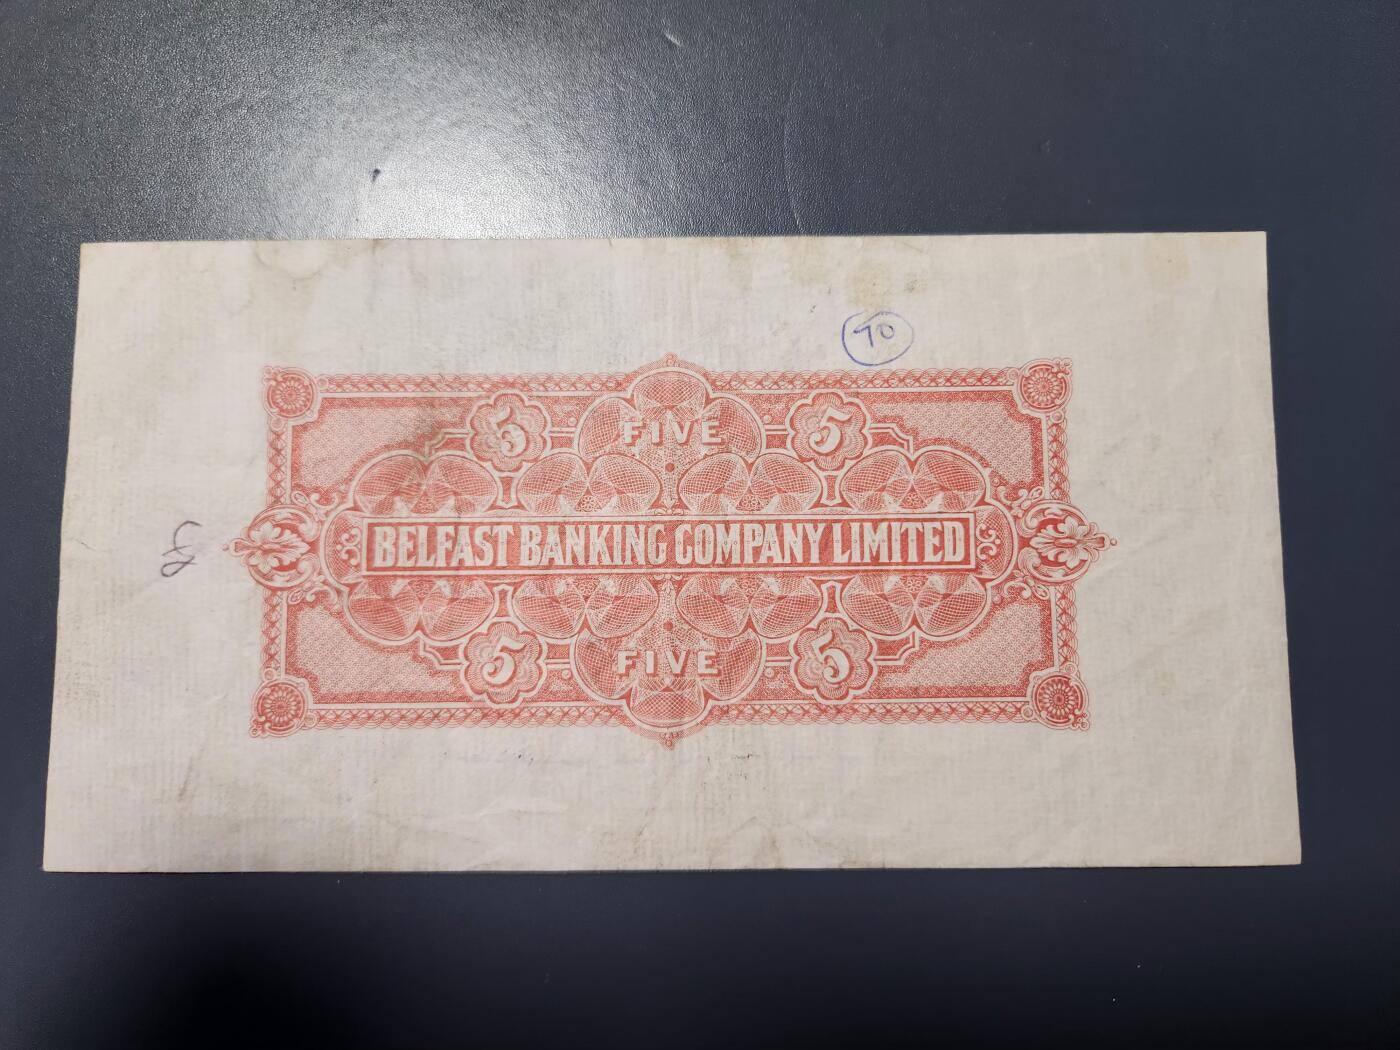 70
5 FIVE 5
BELFAST BANKING COMPANY LIMITED
5 FIVE 5